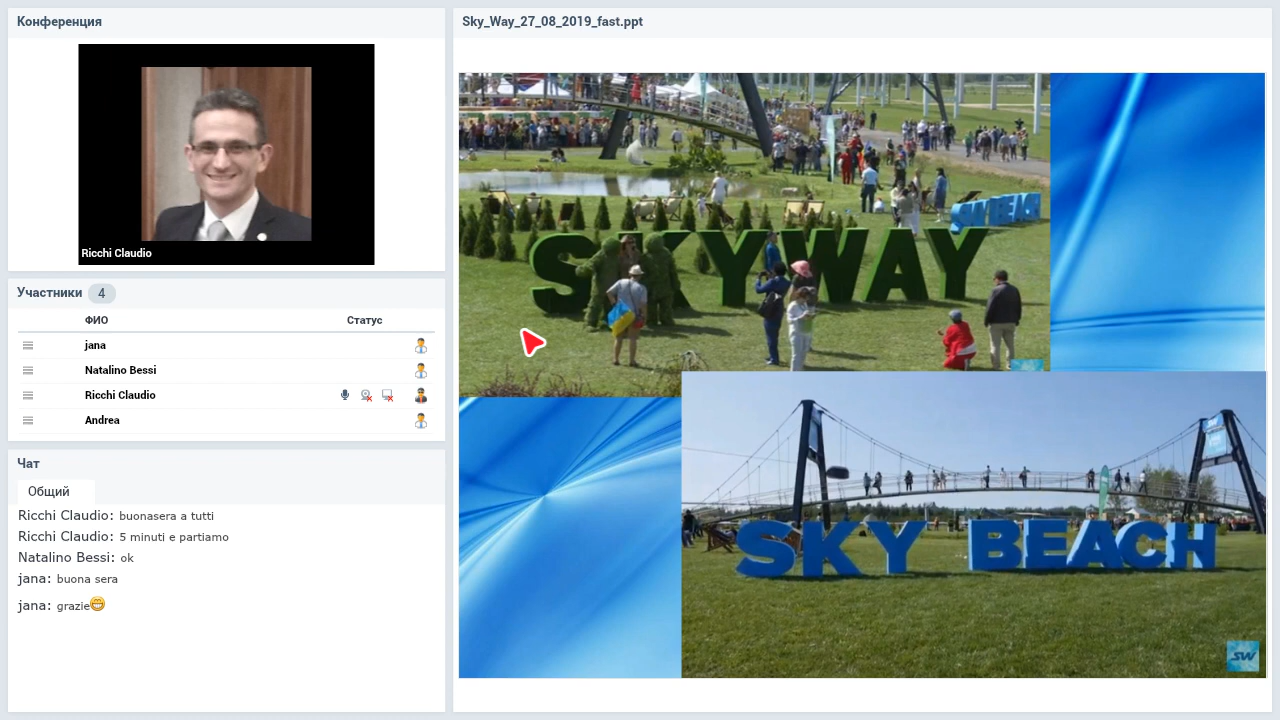 Конференция
Ricchi Claudio
Участники 4
ФИО Статус
jana
Natalino Bessi
Ricchi Claudio
Andrea
Чат
Общий
Ricchi Claudio: buonasera a tutti
Ricchi Claudio: 5 minuti e partiamo
Natalino Bessi: ok
jana: buona sera
jana: grazie
Sky_Way_27_08_2019_fast.ppt
SKY BEACH
SKYWAY
SKY BEACH
SW